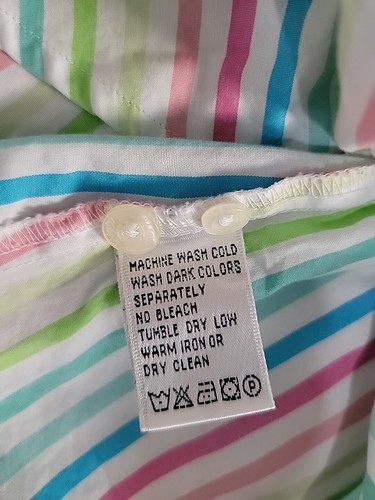 MACHINE WASH COLD
WASH DARK COLORS
SEPARATELY
NO BLEACH
TUMBLE DRY LOW
WARM IRON OR
DRY CLEAN
P